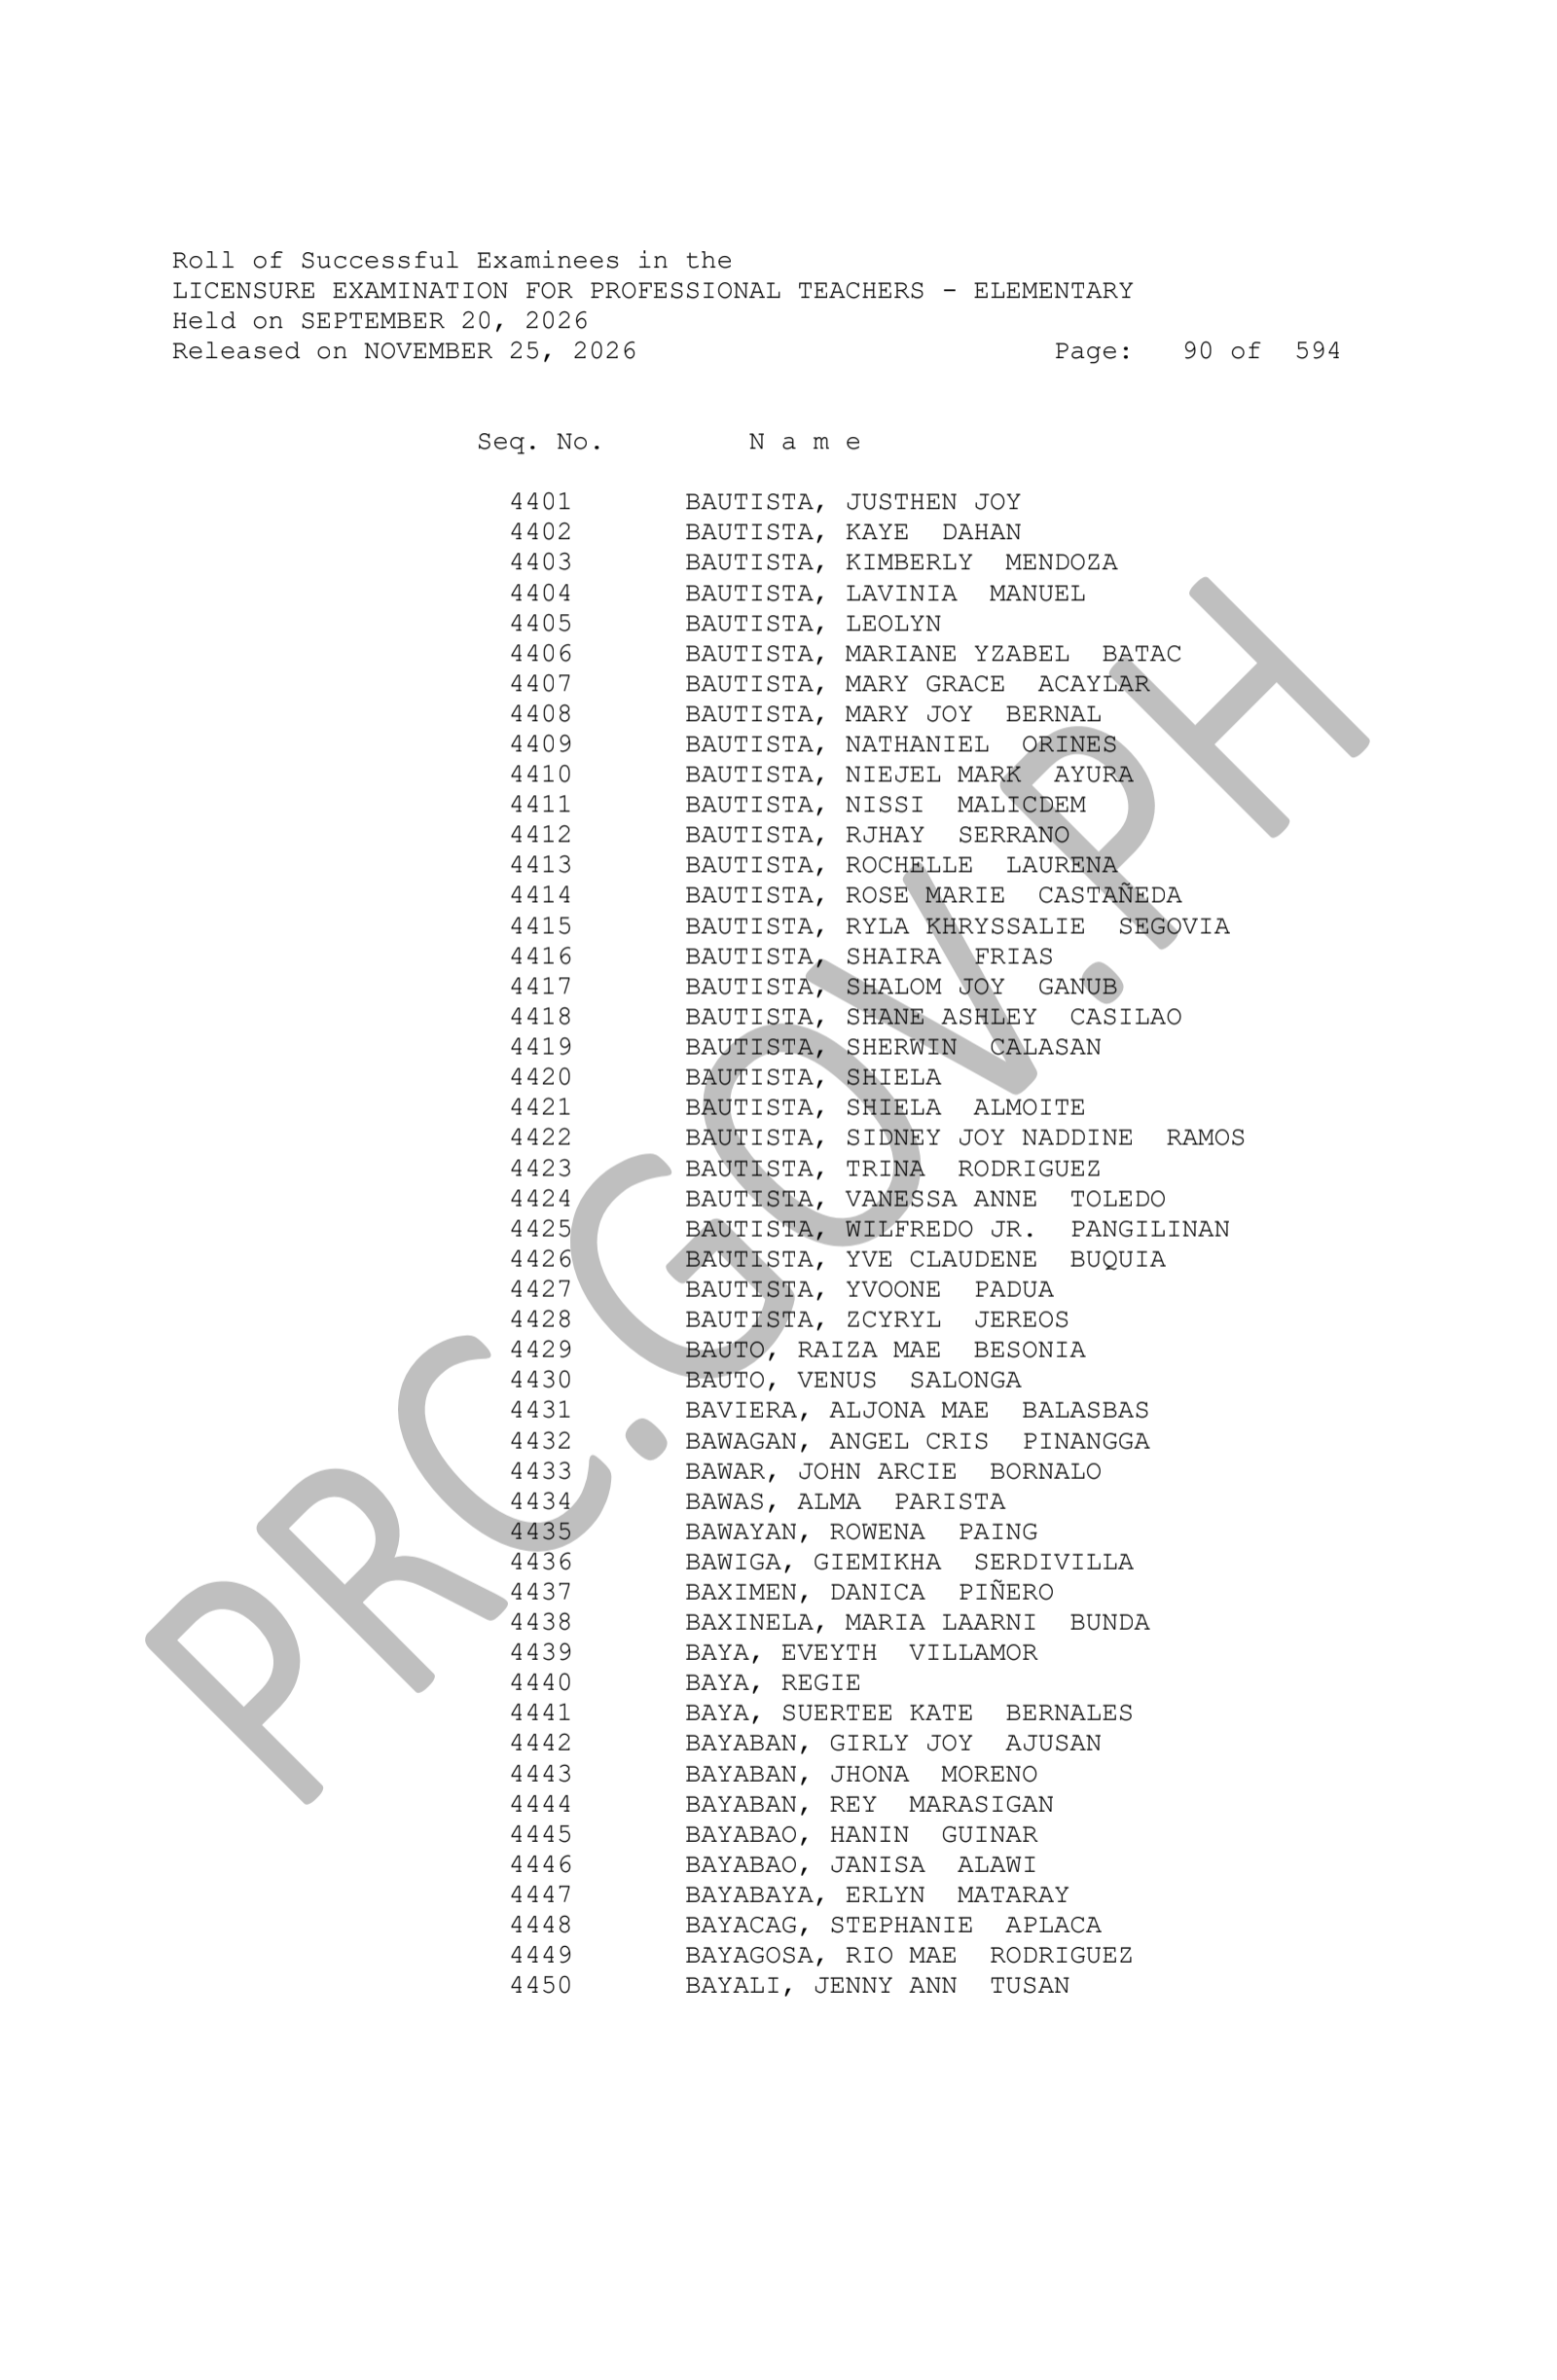 Roll of Successful Examinees in the
LICENSURE EXAMINATION FOR PROFESSIONAL TEACHERS - ELEMENTARY
Held on SEPTEMBER 20, 2026
Released on NOVEMBER 25, 2026 Page: 90 of 594
Seq. No. N a m e
4401 BAUTISTA, JUSTHEN JOY
4402 BAUTISTA, KAYE DAHAN
4403 BAUTISTA, KIMBERLY MENDOZA
4404 BAUTISTA, LAVINIA MANUEL
4405 BAUTISTA, LEOLYN
4406 BAUTISTA, MARIANE YZABEL BATAC
4407 BAUTISTA, MARY GRACE ACAYLAR
4408 BAUTISTA, MARY JOY BERNAL
4409 BAUTISTA, NATHANIEL ORINES
4410 BAUTISTA, NIEJEL MARK AYURA
4411 BAUTISTA, NISSI MALICDEM
4412 BAUTISTA, RJHAY SERRANO
4413 BAUTISTA, ROCHELLE LAURENA
4414 BAUTISTA, ROSE MARIE CASTAÑEDA
4415 BAUTISTA, RYLA KHRYSSALIE SEGOVIA
4416 BAUTISTA, SHAIRA FRIAS
4417 BAUTISTA, SHALOM JOY GANUB
4418 BAUTISTA, SHANE ASHLEY CASILAO
4419 BAUTISTA, SHERWIN CALASAN
4420 BAUTISTA, SHIELA
4421 BAUTISTA, SHIELA ALMOITE
4422 BAUTISTA, SIDNEY JOY NADDINE RAMOS
4423 BAUTISTA, TRINA RODRIGUEZ
4424 BAUTISTA, VANESSA ANNE TOLEDO
4425 BAUTISTA, WILFREDO JR. PANGILINAN
4426 BAUTISTA, YVE CLAUDENE BUQUIA
4427 BAUTISTA, YVOONE PADUA
4428 BAUTISTA, ZCYRYL JEREOS
4429 BAUTO, RAIZA MAE BESONIA
4430 BAUTO, VENUS SALONGA
4431 BAVIERA, ALJONA MAE BALASBAS
4432 BAWAGAN, ANGEL CRIS PINANGGA
4433 BAWAR, JOHN ARCIE BORNALO
4434 BAWAS, ALMA PARISTA
4435 BAWAYAN, ROWENA PAING
4436 BAWIGA, GIEMIKHA SERDIVILLA
4437 BAXIMEN, DANICA PIÑERO
4438 BAXINELA, MARIA LAARNI BUNDA
4439 BAYA, EVEYTH VILLAMOR
4440 BAYA, REGIE
4441 BAYA, SUERTEE KATE BERNALES
4442 BAYABAN, GIRLY JOY AJUSAN
4443 BAYABAN, JHONA MORENO
4444 BAYABAN, REY MARASIGAN
4445 BAYABAO, HANIN GUINAR
4446 BAYABAO, JANISA ALAWI
4447 BAYABAYA, ERLYN MATARAY
4448 BAYACAG, STEPHANIE APLACA
4449 BAYAGOSA, RIO MAE RODRIGUEZ
4450 BAYALI, JENNY ANN TUSAN
PRC.GOV.PH